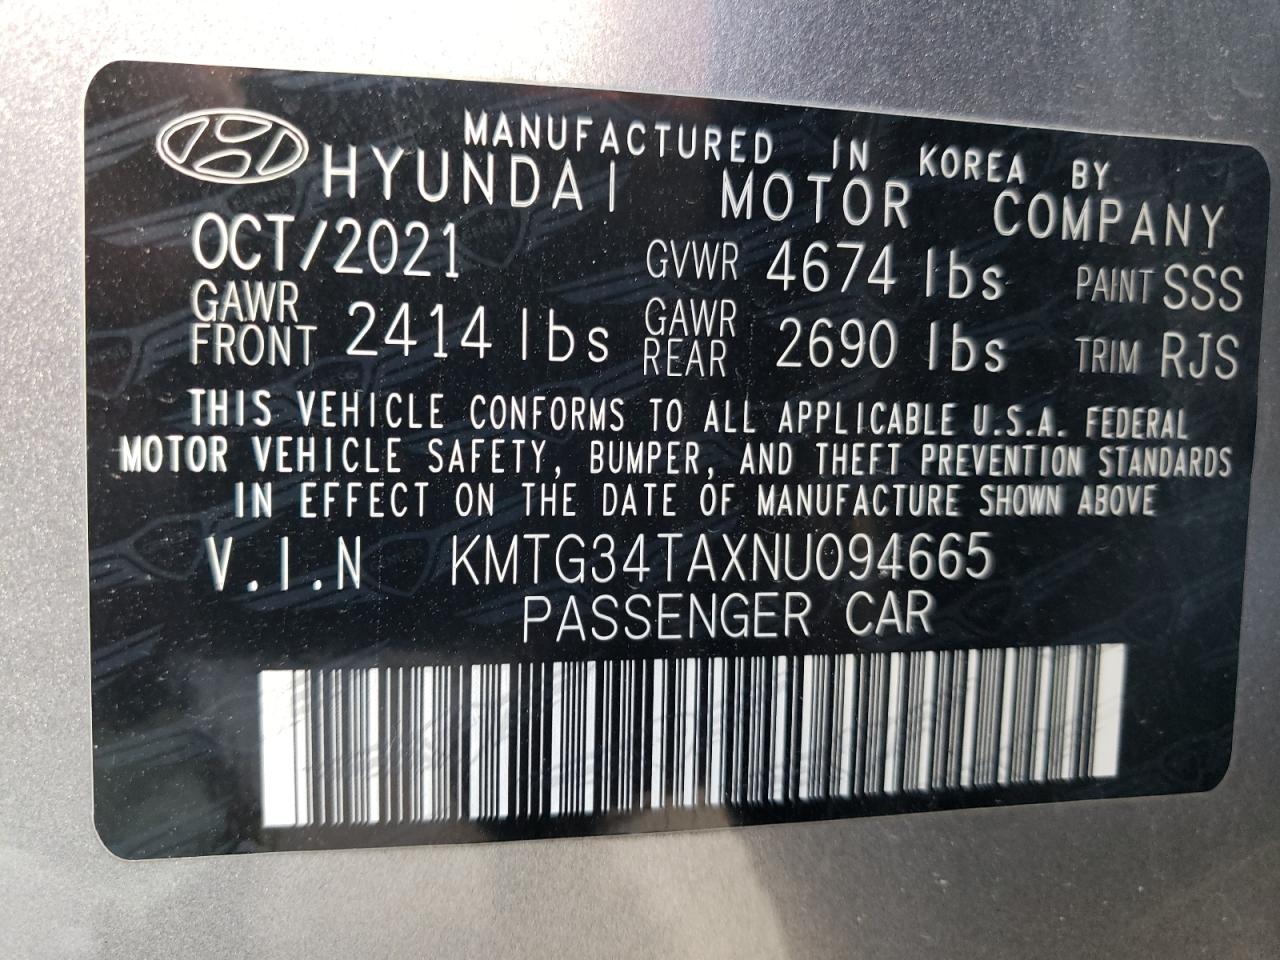 MANUFACTURED IN KOREA BY
HYUNDAI MOTOR COMPANY
OCT/2021 GVWR 4674 lbs PAINT SSS
GAWR FRONT 2414 lbs GAWR REAR 2690 lbs TRIM RJS
THIS VEHICLE CONFORMS TO ALL APPLICABLE U.S.A. FEDERAL
MOTOR VEHICLE SAFETY, BUMPER, AND THEFT PREVENTION STANDARDS
IN EFFECT ON THE DATE OF MANUFACTURE SHOWN ABOVE
V.I.N KMTG34TAXNU094665
PASSENGER CAR